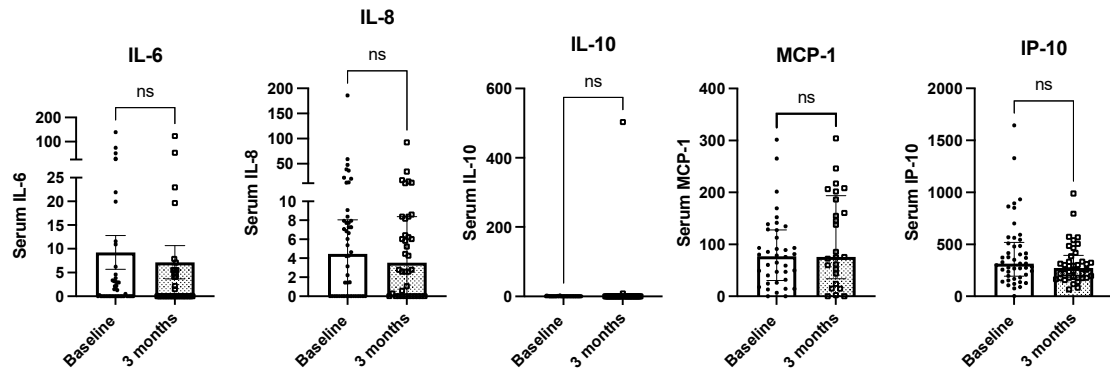 IL-6
ns
Serum IL-6
200
100
25
20
15
10
5
0
Baseline
3 months
IL-8
ns
Serum IL-8
200
150
100
50
10
8
6
4
2
0
Baseline
3 months
IL-10
ns
Serum IL-10
600
400
200
0
Baseline
3 months
MCP-1
ns
Serum MCP-1
400
300
200
100
0
Baseline
3 months
IP-10
ns
Serum IP-10
2000
1500
1000
500
0
Baseline
3 months